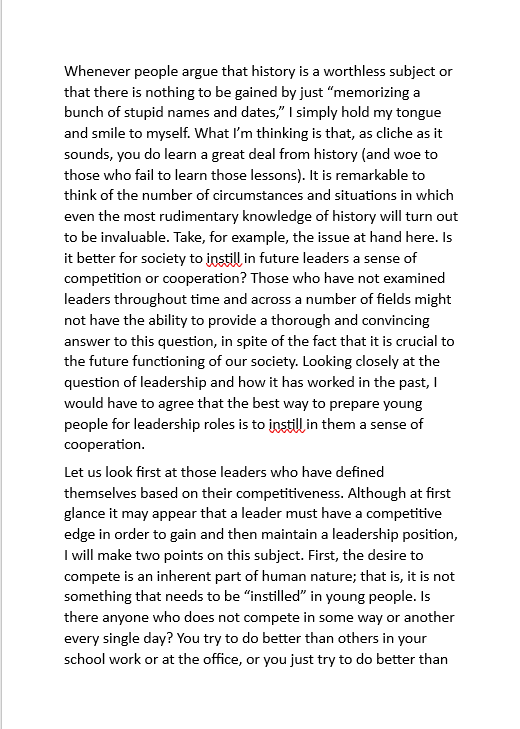 Whenever people argue that history is a worthless subject or
that there is nothing to be gained by just “memorizing a
bunch of stupid names and dates,” I simply hold my tongue
and smile to myself. What I’m thinking is that, as cliche as it
sounds, you do learn a great deal from history (and woe to
those who fail to learn those lessons). It is remarkable to
think of the number of circumstances and situations in which
even the most rudimentary knowledge of history will turn out
to be invaluable. Take, for example, the issue at hand here. Is
it better for society to instill in future leaders a sense of
competition or cooperation? Those who have not examined
leaders throughout time and across a number of fields might
not have the ability to provide a thorough and convincing
answer to this question, in spite of the fact that it is crucial to
the future functioning of our society. Looking closely at the
question of leadership and how it has worked in the past, I
would have to agree that the best way to prepare young
people for leadership roles is to instill in them a sense of
cooperation.
Let us look first at those leaders who have defined
themselves based on their competitiveness. Although at first
glance it may appear that a leader must have a competitive
edge in order to gain and then maintain a leadership position,
I will make two points on this subject. First, the desire to
compete is an inherent part of human nature; that is, it is not
something that needs to be “instilled” in young people. Is
there anyone who does not compete in some way or another
every single day? You try to do better than others in your
school work or at the office, or you just try to do better than